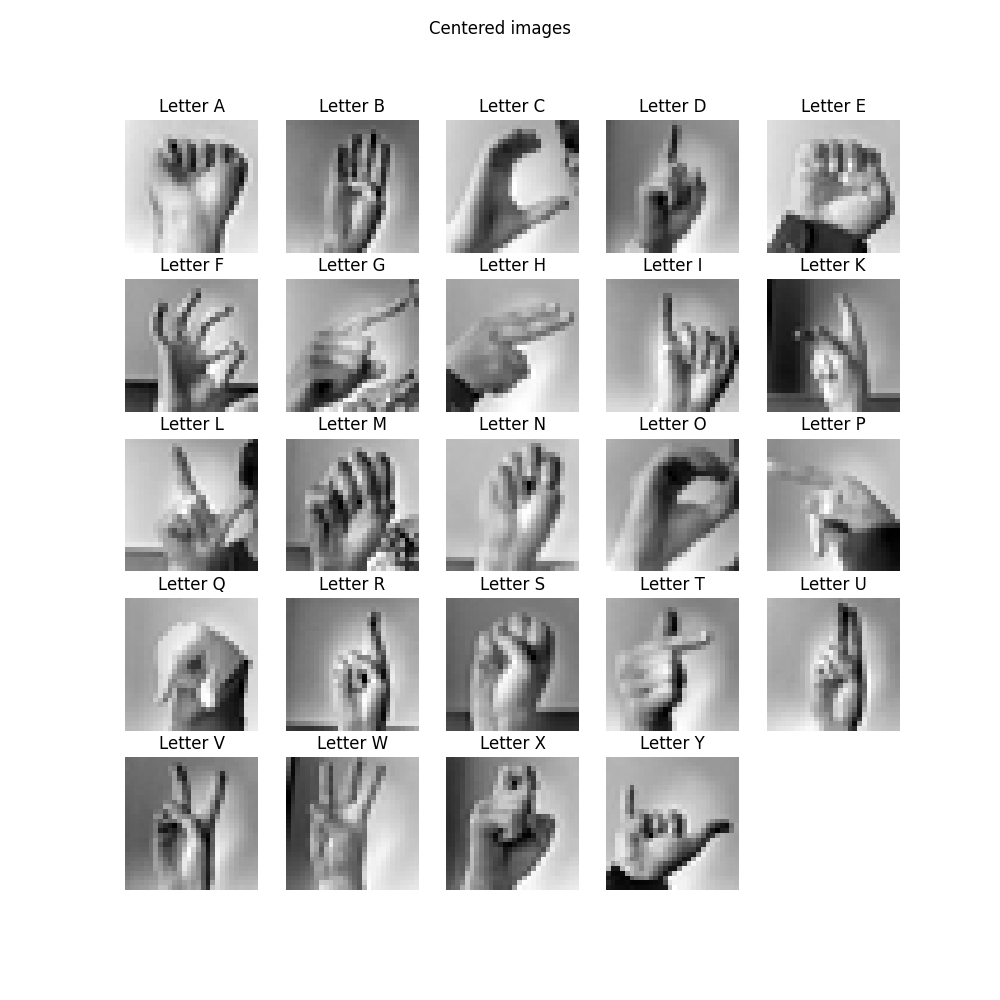 Centered images
Letter A Letter B Letter C Letter D Letter E
Letter F Letter G Letter H Letter I Letter K
Letter L Letter M Letter N Letter O Letter P
Letter Q Letter R Letter S Letter T Letter U
Letter V Letter W Letter X Letter Y